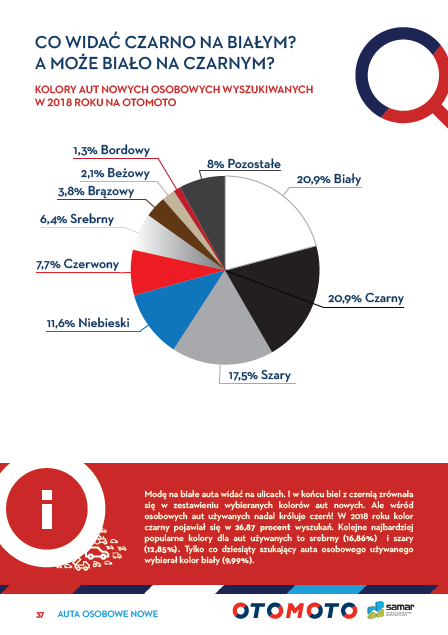 CO WIDAĆ CZARNO NA BIAŁYM?
A MOŻE BIAŁO NA CZARNYM?
KOLORY AUT NOWYCH OSOBOWYCH WYSZUKIWANYCH
W 2018 ROKU NA OTOMOTO
1,3% Bordowy
8% Pozostałe
2,1% Beżowy
20,9% Biały
3,8% Brązowy
6,4% Srebrny
7,7% Czerwony
20,9% Czarny
11,6% Niebieski
17,5% Szary
i
Modę na białe auta widać na ulicach. I w końcu biel z czernią zrównała
się w zestawieniu wybieranych kolorów aut nowych. Ale wśród
osobowych aut używanych nadal króluje czerń! W 2018 roku kolor
czarny pojawiał się w 26,87 procent wyszukań. Kolejne najbardziej
popularne kolory dla aut używanych to srebrny (16,86%) i szary
(12,85%). Tylko co dziesiąty szukający auta osobowego używanego
wybierał kolor biały (9,99%).
37 AUTA OSOBOWE NOWE
OTOMOTO
samar